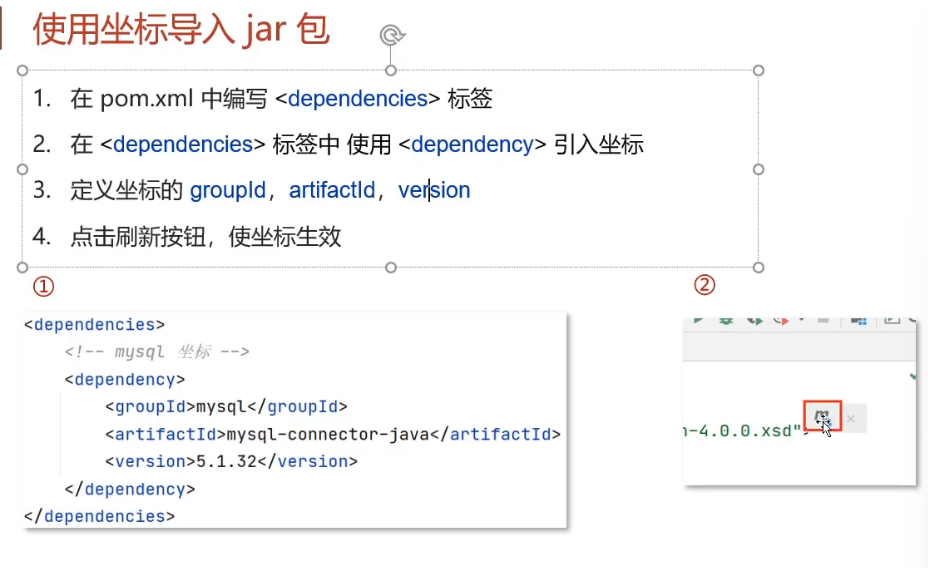 使用坐标导入 jar 包
1. 在 pom.xml 中编写 <dependencies> 标签
2. 在 <dependencies> 标签中 使用 <dependency> 引入坐标
3. 定义坐标的 groupId，artifactId，version
4. 点击刷新按钮，使坐标生效
①
②
<dependencies>
<!-- mysql 坐标 -->
<dependency>
<groupId>mysql</groupId>
<artifactId>mysql-connector-java</artifactId>
<version>5.1.32</version>
</dependency>
</dependencies>
-4.0.0.xsd">